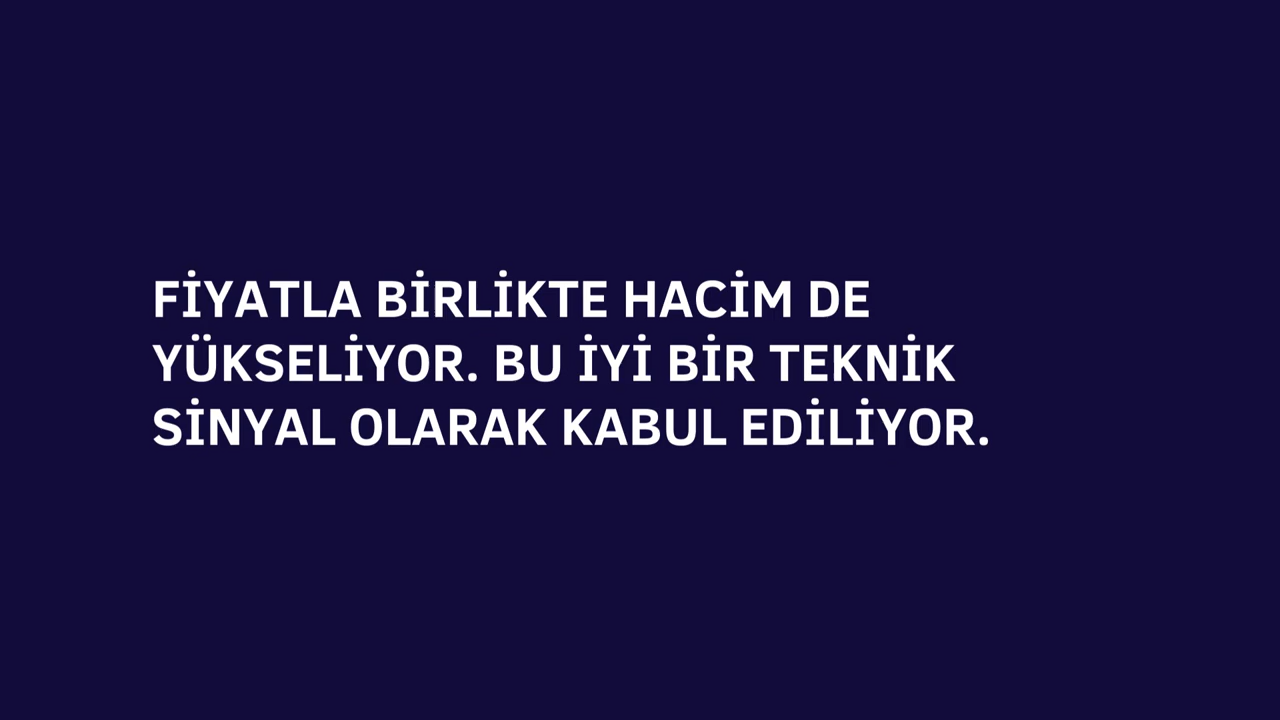 FİYATLA BİRLİKTE HACİM DE
YÜKSELİYOR. BU İYİ BİR TEKNİK
SİNYAL OLARAK KABUL EDİLİYOR.